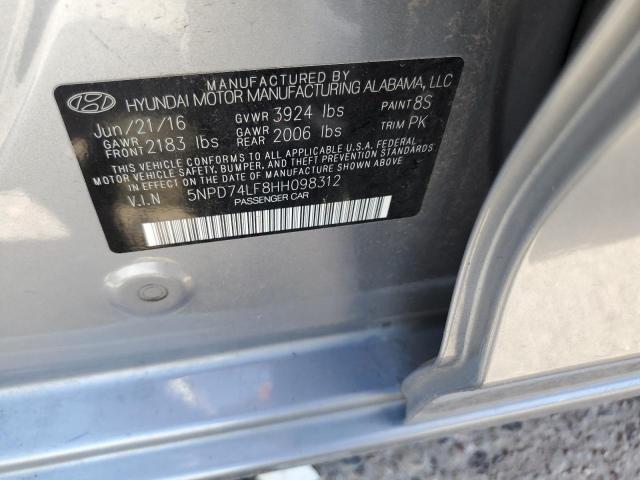 MANUFACTURED BY
HYUNDAI MOTOR MANUFACTURING ALABAMA, LLC
Jun/21/16 GVWR 3924 lbs PAINT 8S
GAWR FRONT 2183 lbs GAWR REAR 2006 lbs TRIM PK
THIS VEHICLE CONFORMS TO ALL APPLICABLE U.S.A. FEDERAL
MOTOR VEHICLE SAFETY, BUMPER, AND THEFT PREVENTION
STANDARDS IN EFFECT ON THE DATE OF MANUFACTURE SHOWN ABOVE.
V.I.N 5NPD74LF8HH098312
PASSENGER CAR